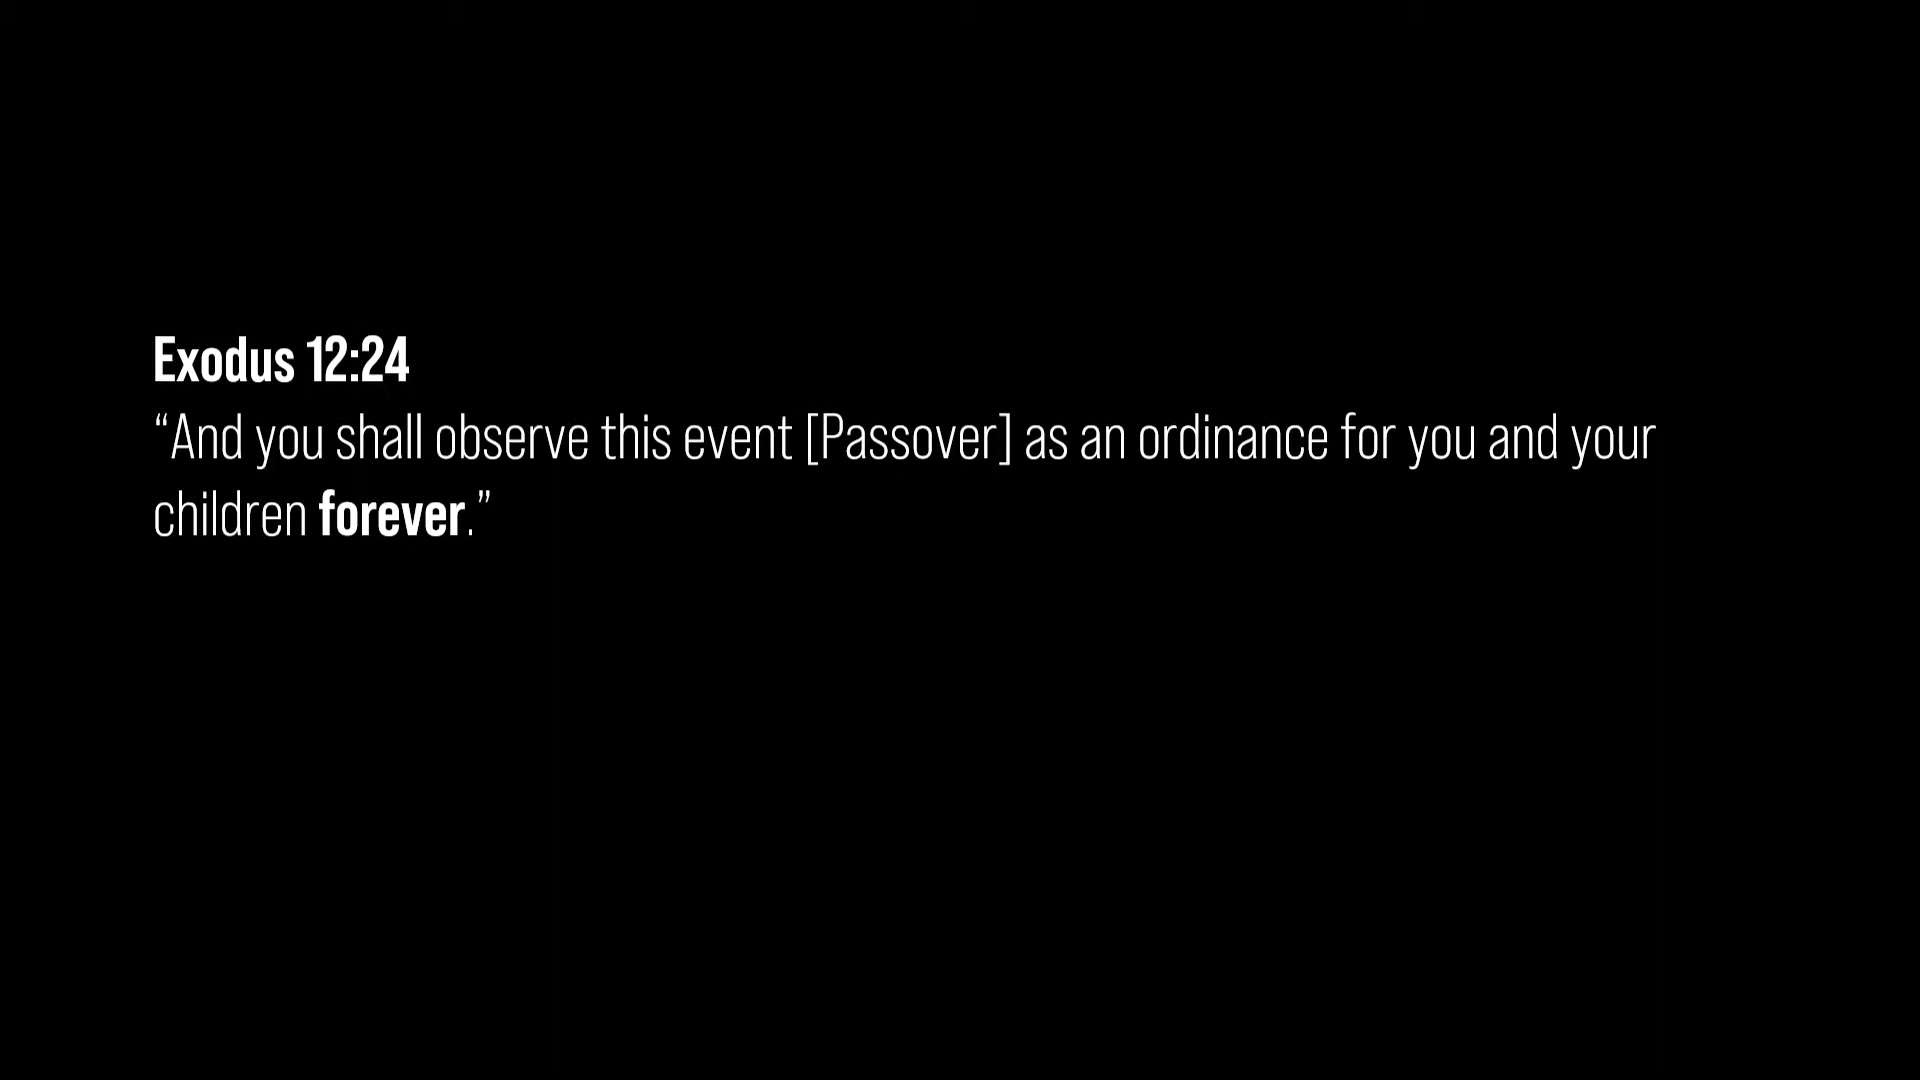 Exodus 12:24
“And you shall observe this event [Passover] as an ordinance for you and your
children forever.”